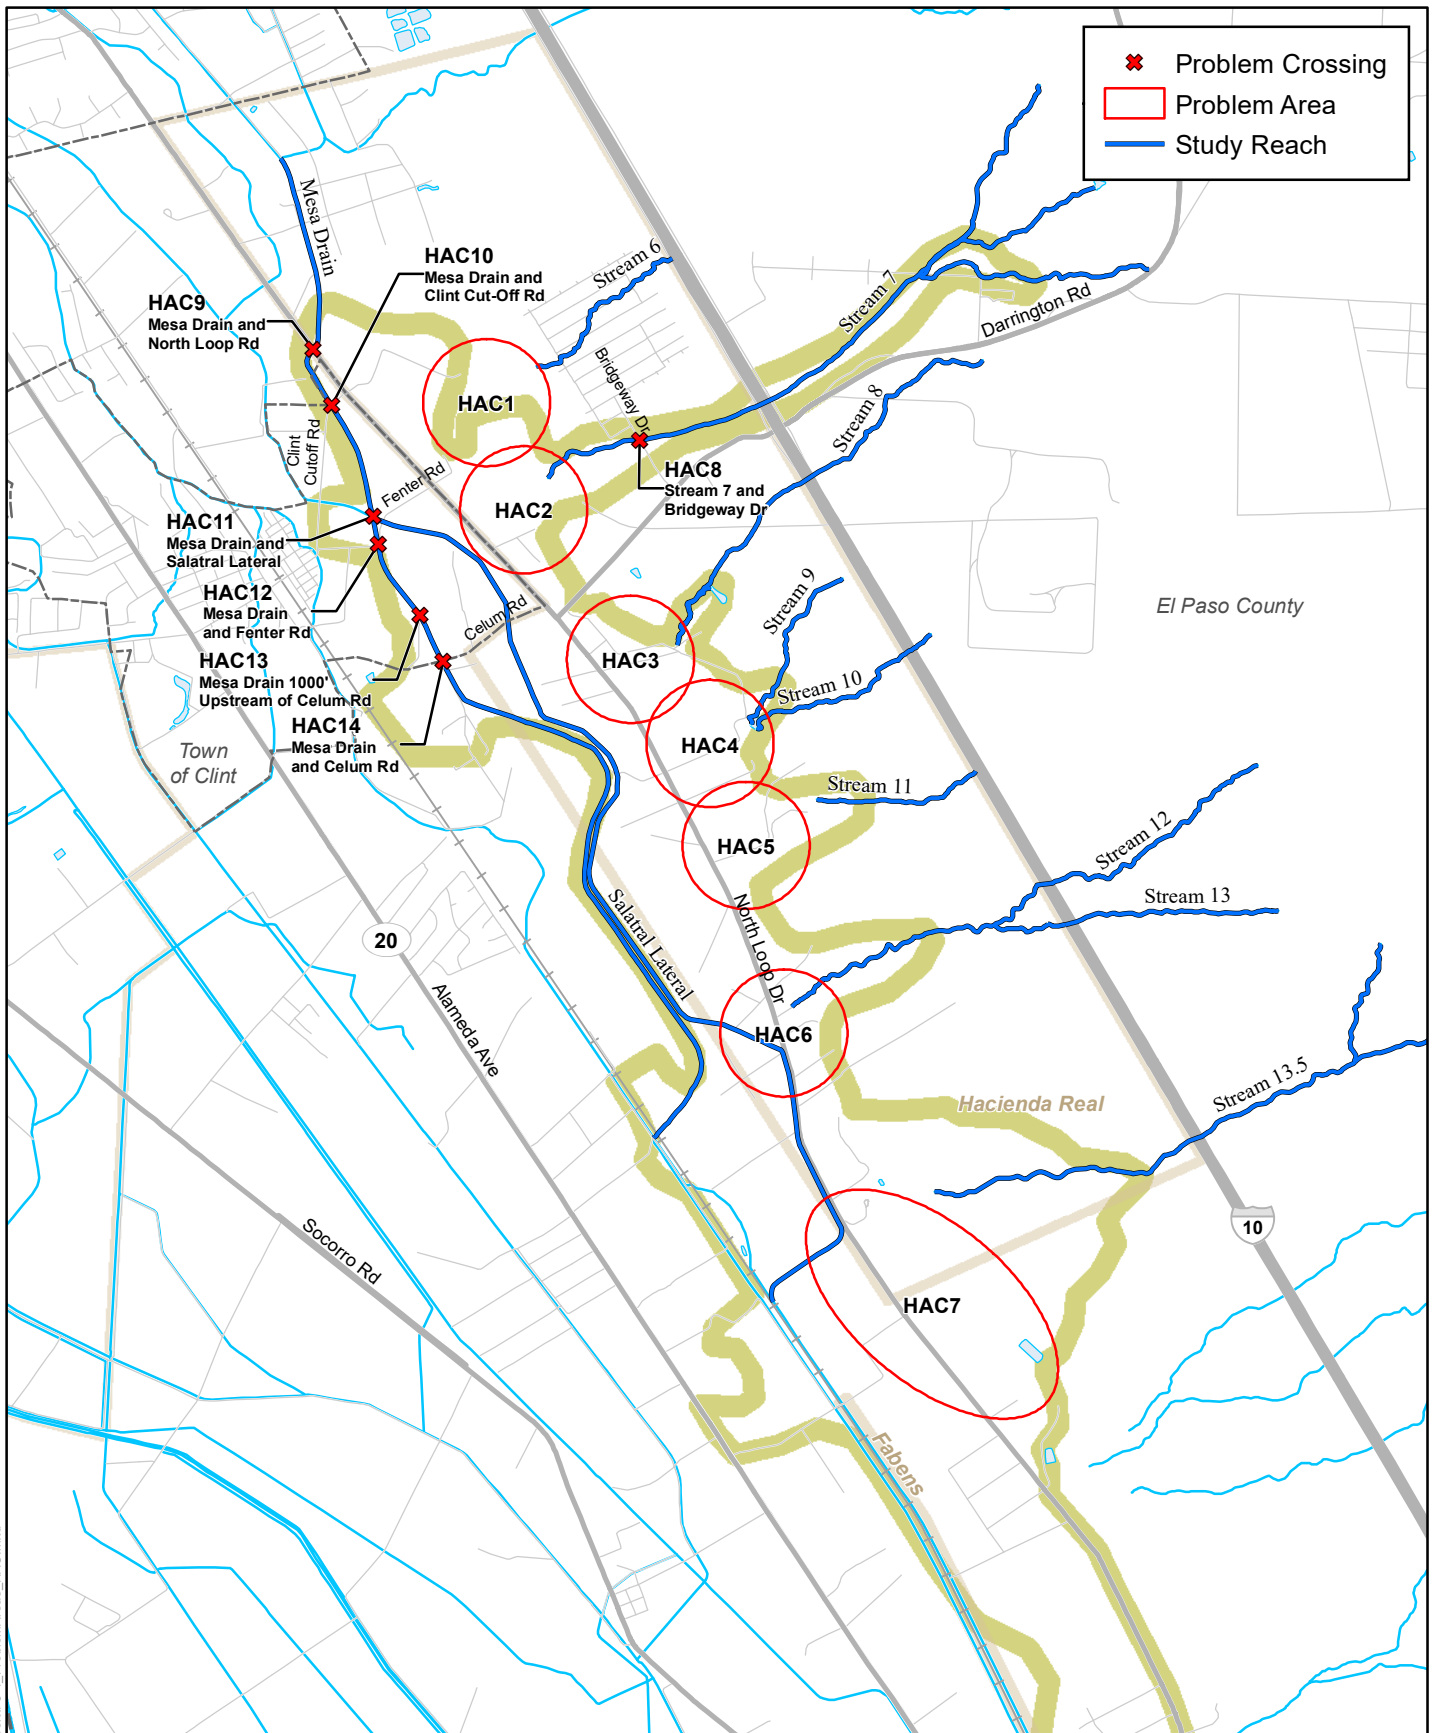 Problem Crossing
Problem Area
Study Reach
Mesa Drain
HAC10
Mesa Drain and
Clint Cut-Off Rd
HAC9
Mesa Drain and
North Loop Rd
Stream 6
Stream 7
Darrington Rd
Bridgeway Dr
HAC1
Stream 8
Clint
Cutoff Rd
Fenter Rd
HAC8
Stream 7 and
Bridgeway Dr
HAC2
HAC11
Mesa Drain and
Salatral Lateral
HAC12
Mesa Drain
and Fenter Rd
Celum Rd
Stream 9
El Paso County
HAC13
Mesa Drain 1000'
Upstream of Celum Rd
HAC3
Stream 10
HAC14
Mesa Drain
and Celum Rd
Town
of Clint
HAC4
Stream 11
HAC5
Stream 12
Stream 13
Salatral Lateral
North Loop Dr
20
Alameda Ave
HAC6
Stream 13.5
Hacienda Real
Socorro Rd
10
HAC7
Fabens